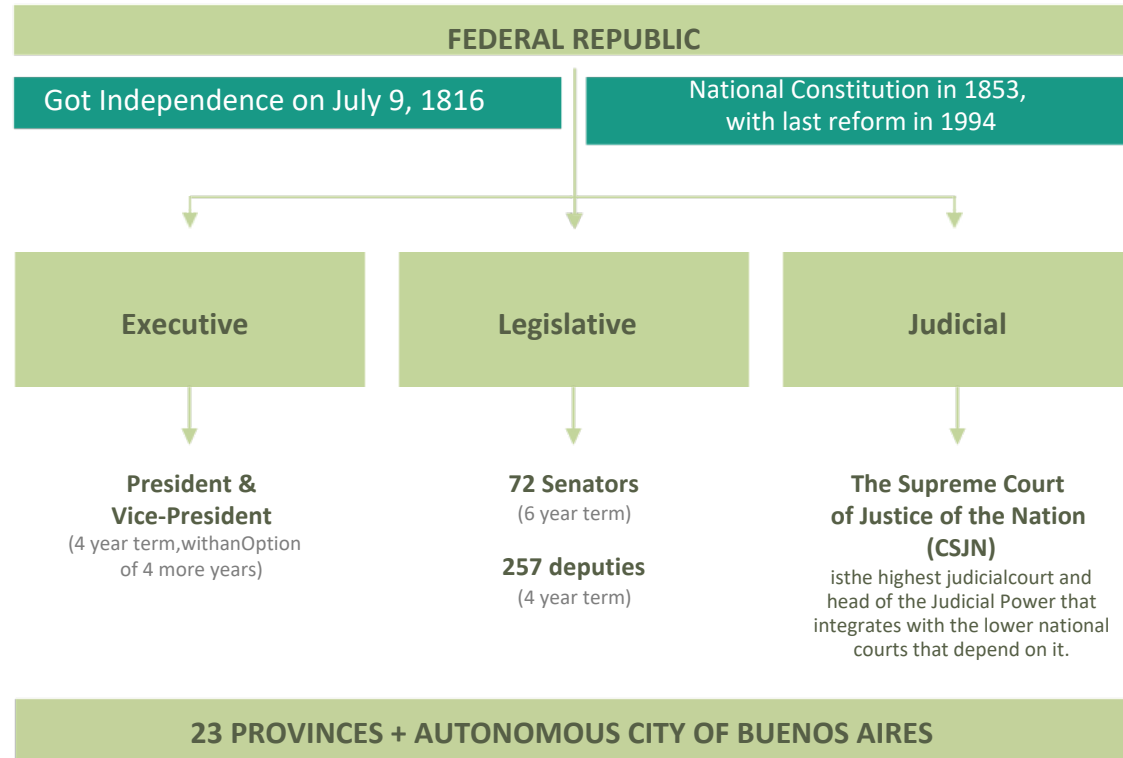 FEDERAL REPUBLIC
Got Independence on July 9, 1816
National Constitution in 1853,
with last reform in 1994
Executive
Legislative
Judicial
President &
Vice-President
(4 year term,withanOption
of 4 more years)
72 Senators
(6 year term)
257 deputies
(4 year term)
The Supreme Court
of Justice of the Nation
(CSJN)
isthe highest judicialcourt and
head of the Judicial Power that
integrates with the lower national
courts that depend on it.
23 PROVINCES + AUTONOMOUS CITY OF BUENOS AIRES